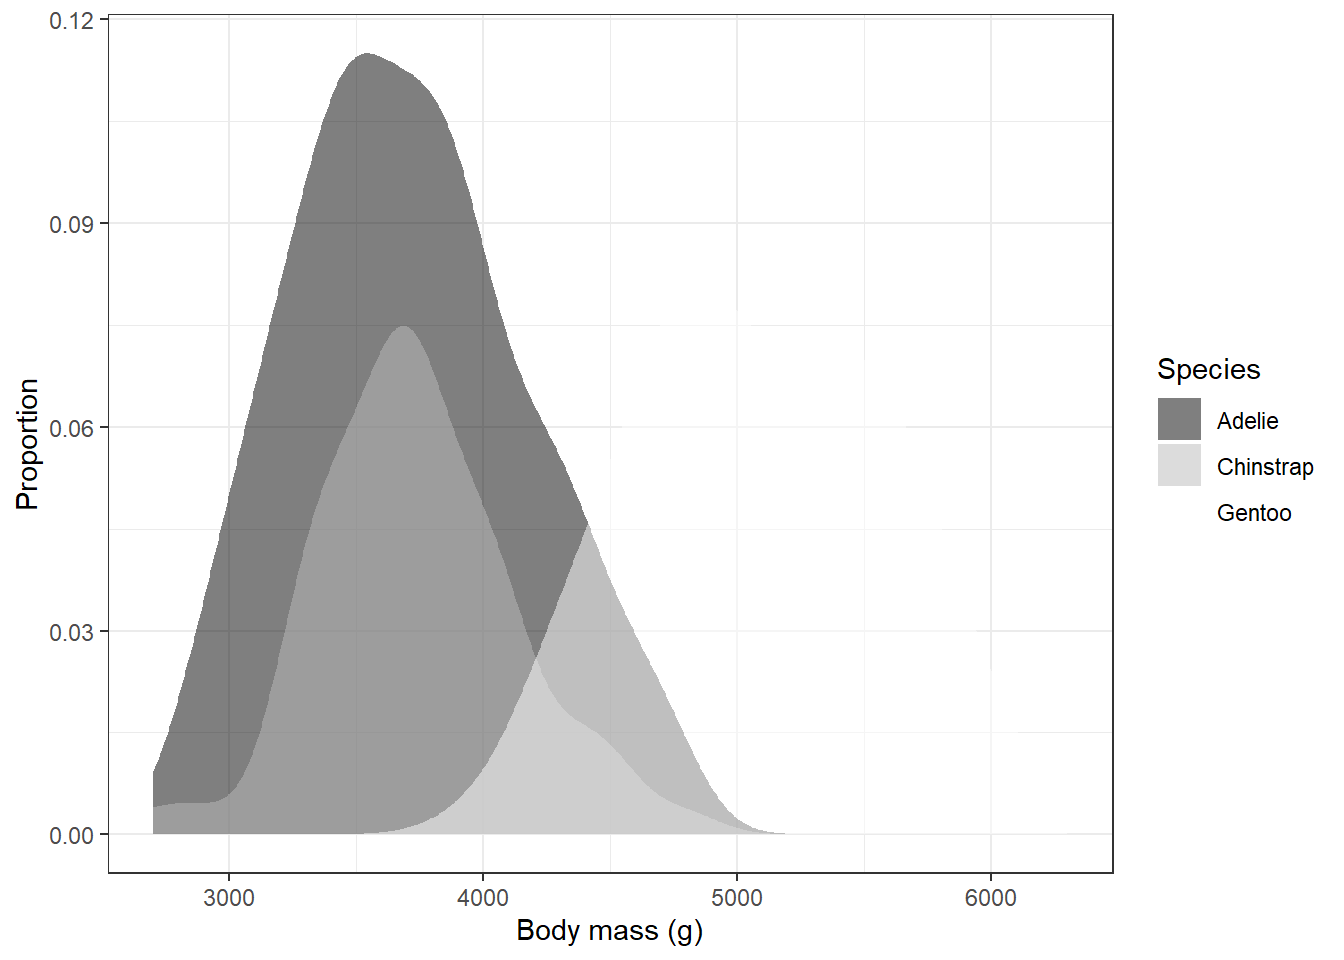 0.12
0.09
0.06
0.03
0.00
Proportion
3000 4000 5000 6000
Body mass (g)
Species
Adelie
Chinstrap
Gentoo